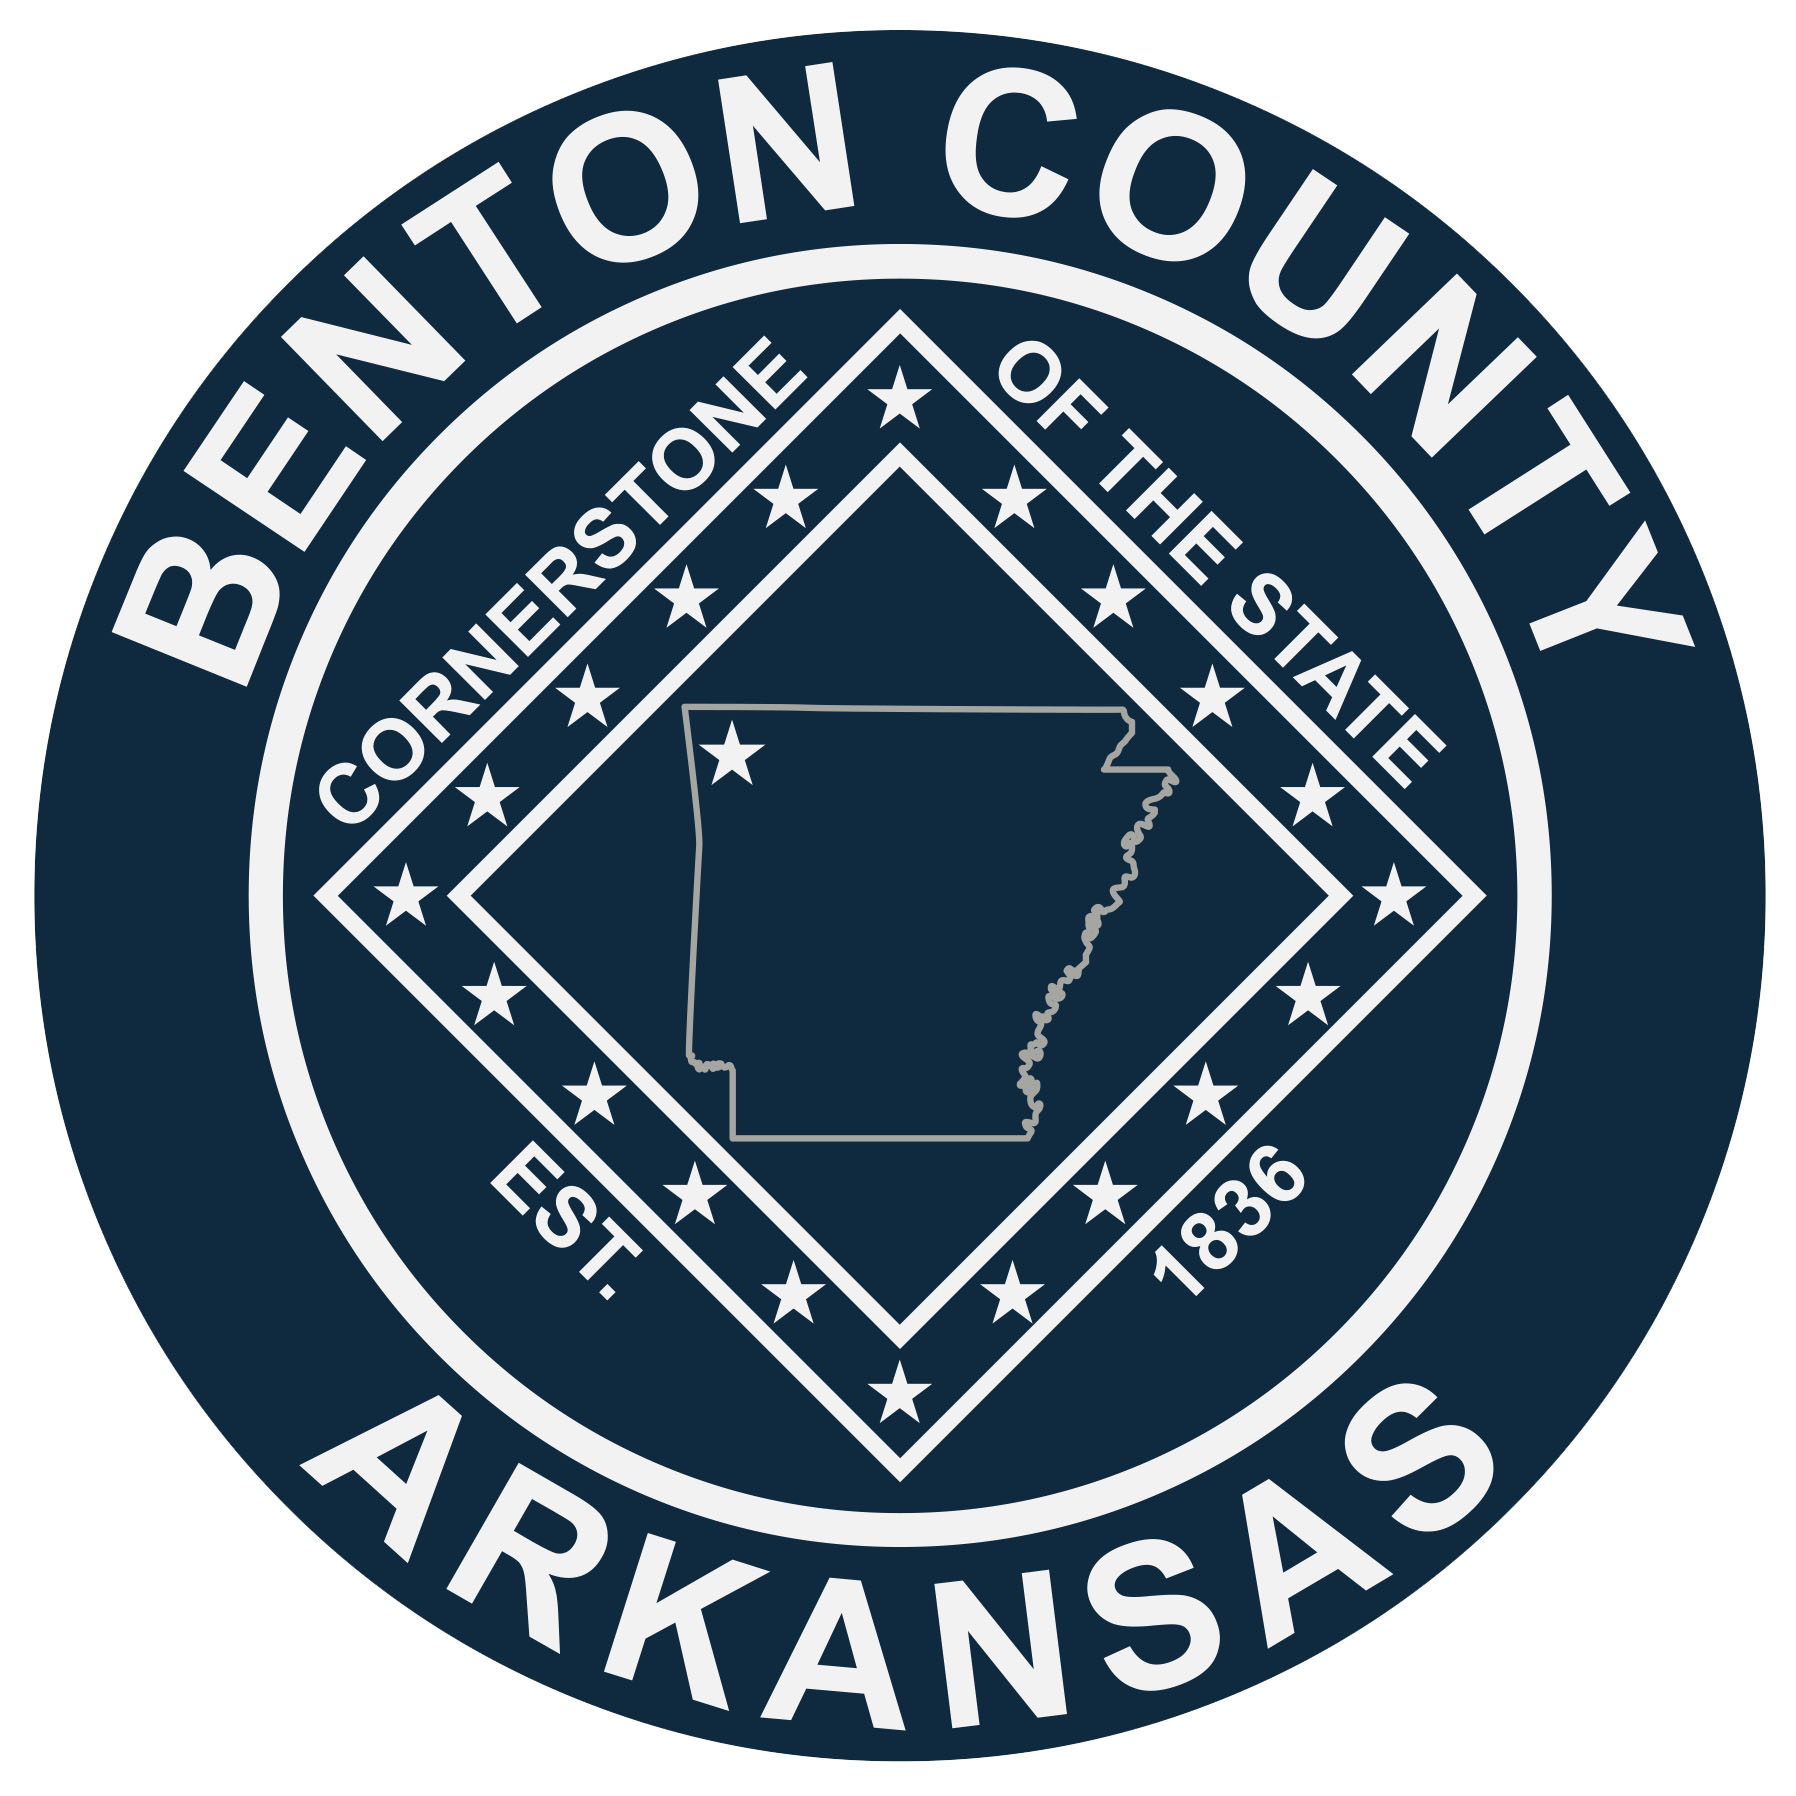 BENTON COUNTY
CORNERSTONE
OF THE STATE
EST.
1836
ARKANSAS